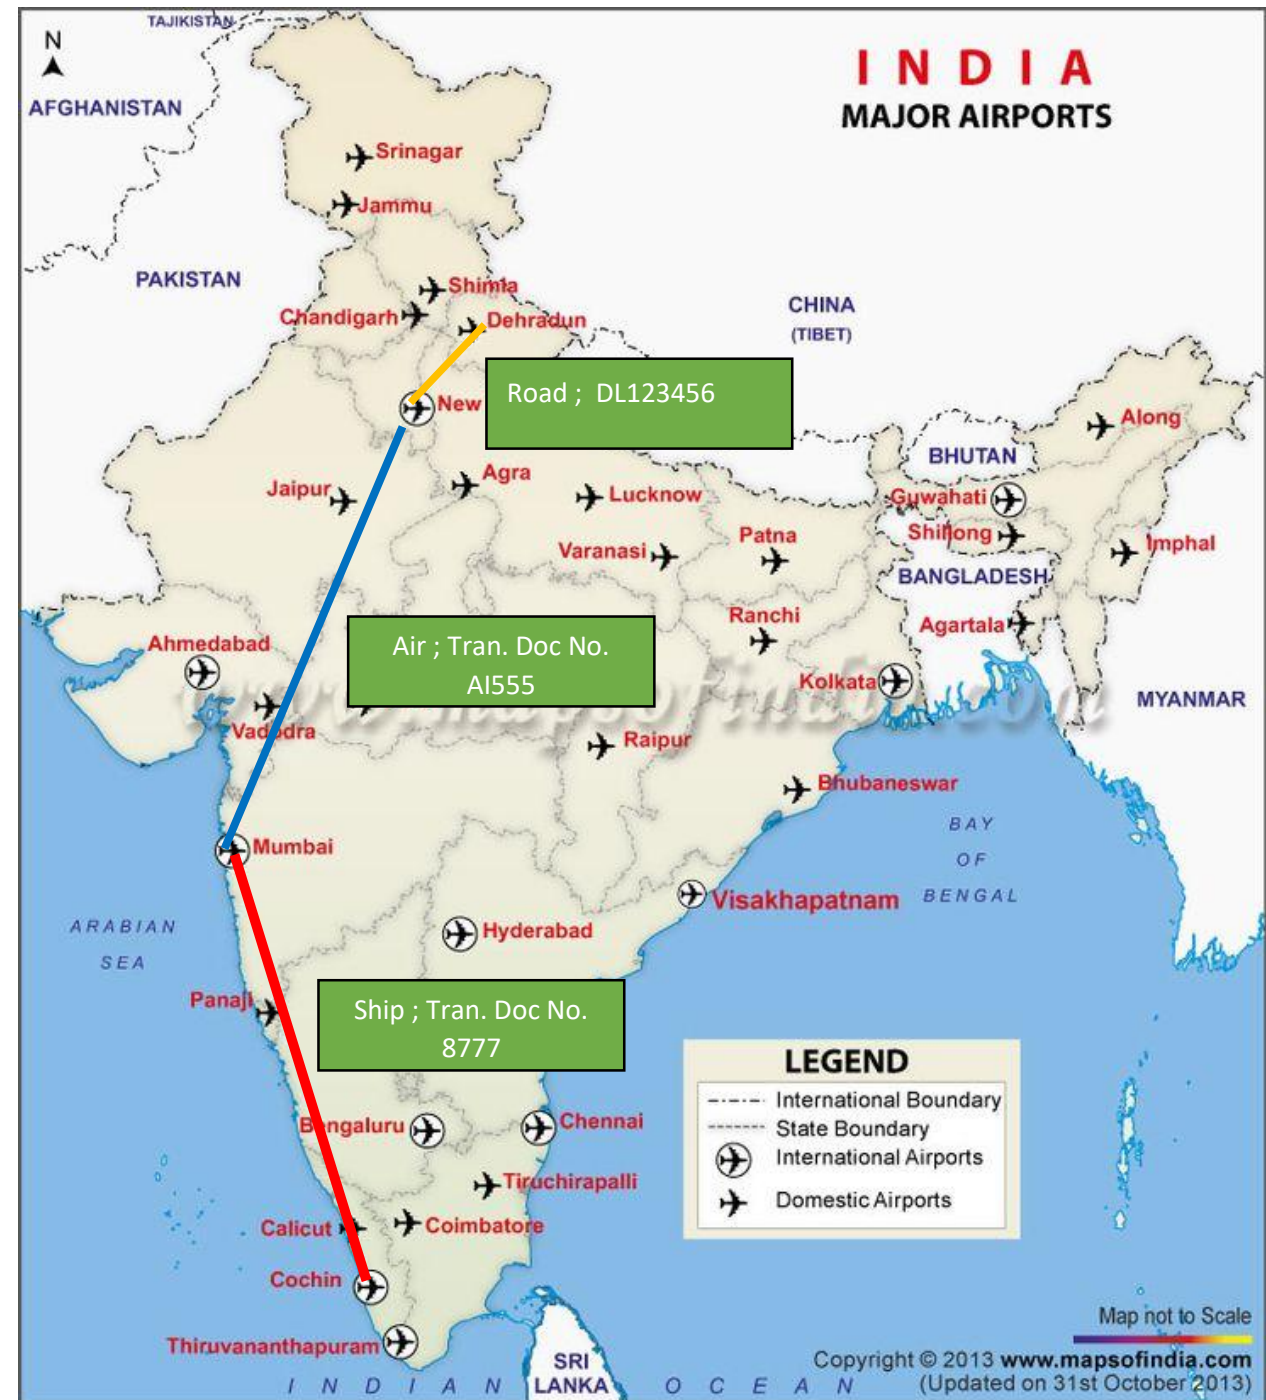 TAJIKISTAN
N
I N D I A
MAJOR AIRPORTS
AFGHANISTAN
Srinagar
Jammu
PAKISTAN
Shimla
CHINA
(TIBET)
Chandigarh
Dehradun
Road ; DL123456
New
Along
BHUTAN
Agra
Jaipur
Lucknow
Guwahati
Shillong
Patna
Varanasi
Imphal
BANGLADESH
Ranchi
Agartala
Ahmedabad
Air ; Tran. Doc No.
AI555
Kolkata
MYANMAR
www.mapsofindia.com
Vadodra
Raipur
Bhubaneswar
BAY
OF
BENGAL
Mumbai
Visakhapatnam
ARABIAN
SEA
Hyderabad
Panaji
Ship ; Tran. Doc No.
8777
LEGEND
International Boundary
State Boundary
International Airports
Domestic Airports
Bengaluru
Chennai
Tiruchirapalli
Calicut
Coimbatore
Cochin
Thiruvananthapuram
SRI
LANKA
I N D I A N O C E A N
Map not to Scale
Copyright © 2013 www.mapsofindia.com
(Updated on 31st October 2013)